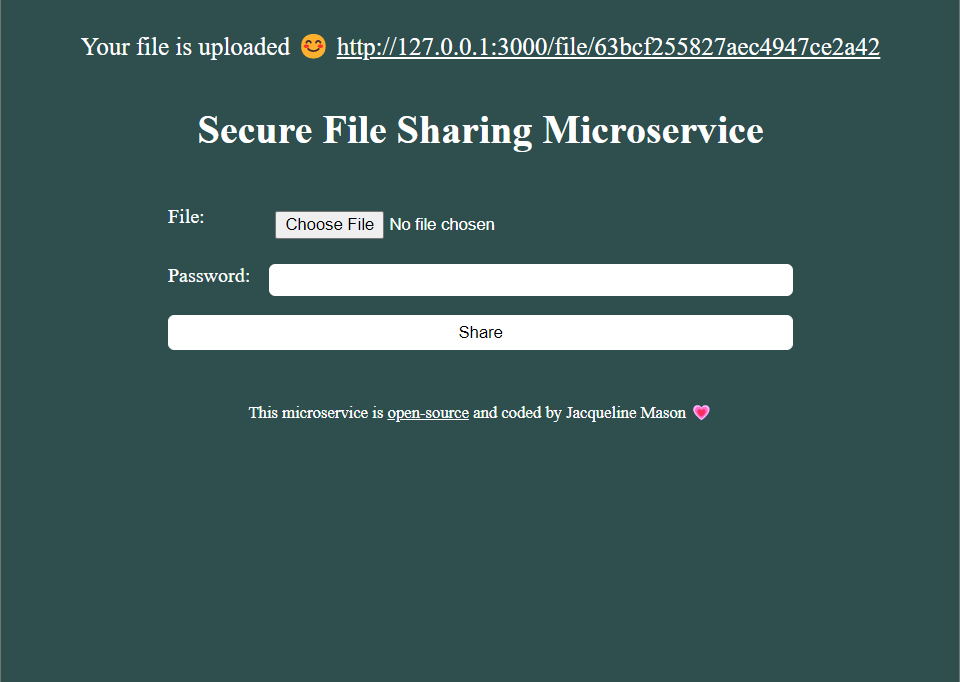 Your file is uploaded 😊 http://127.0.0.1:3000/file/63bcf255827aec4947ce2a42
Secure File Sharing Microservice
File:
Choose File No file chosen
Password:
Share
This microservice is open-source and coded by Jacqueline Mason 💗